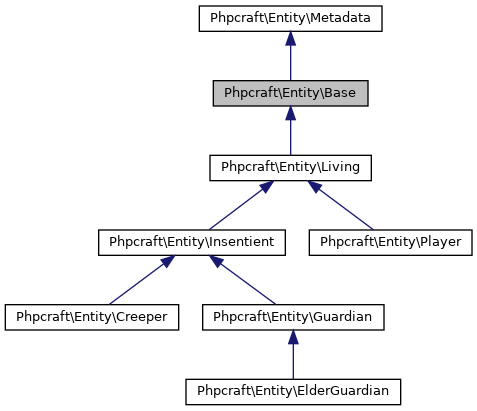 Phpcraft\Entity\Metadata
Phpcraft\Entity\Base
Phpcraft\Entity\Living
Phpcraft\Entity\Insentient
Phpcraft\Entity\Player
Phpcraft\Entity\Creeper
Phpcraft\Entity\Guardian
Phpcraft\Entity\ElderGuardian